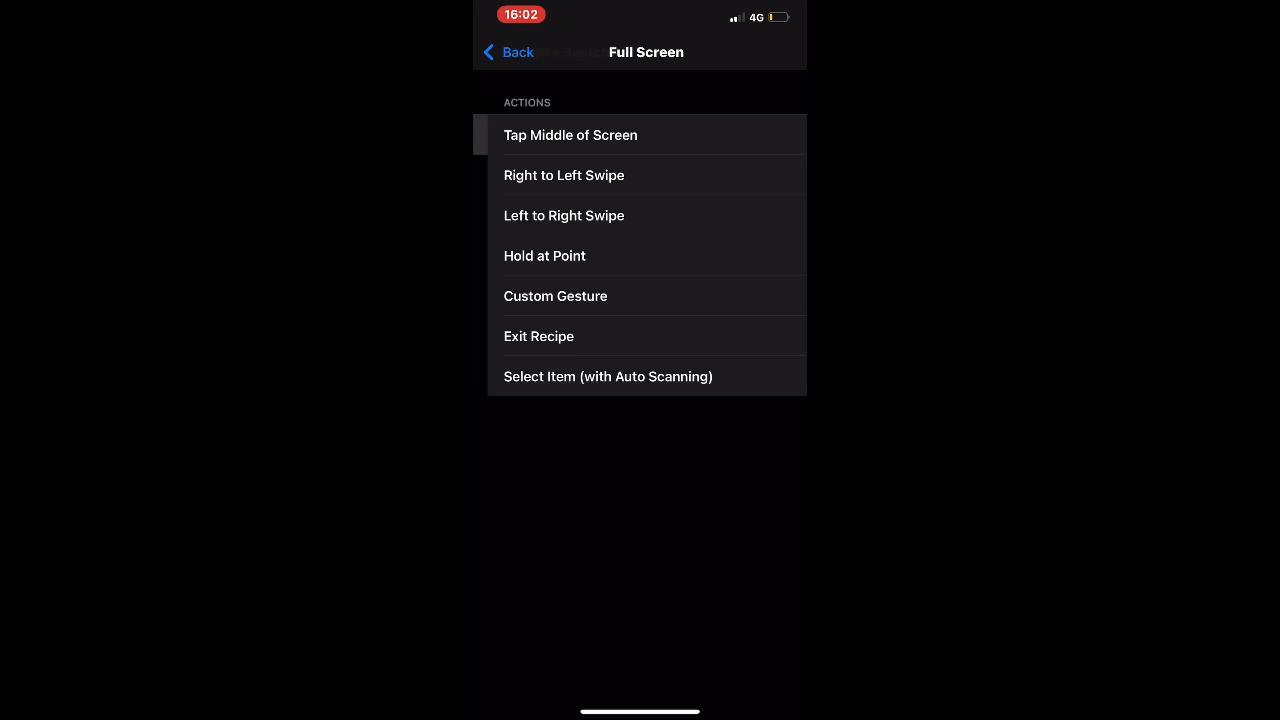 16:02
4G
Back
Full Screen
ACTIONS
Tap Middle of Screen
Right to Left Swipe
Left to Right Swipe
Hold at Point
Custom Gesture
Exit Recipe
Select Item (with Auto Scanning)